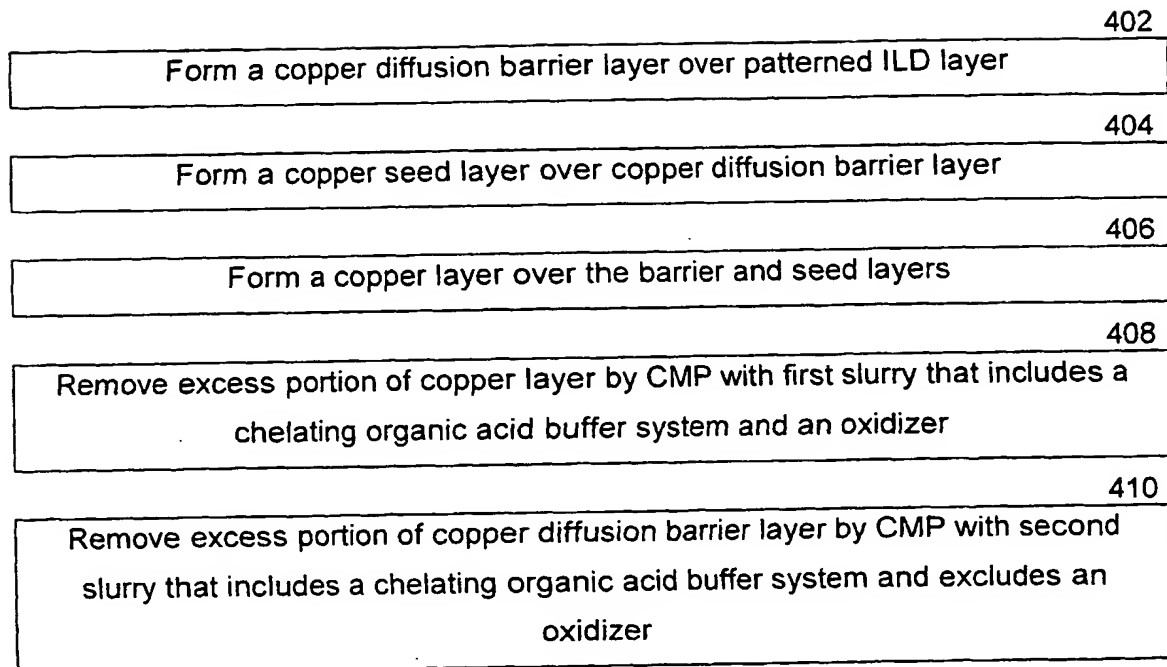 402
Form a copper diffusion barrier layer over patterned ILD layer
404
Form a copper seed layer over copper diffusion barrier layer
406
Form a copper layer over the barrier and seed layers
408
Remove excess portion of copper layer by CMP with first slurry that includes a
chelating organic acid buffer system and an oxidizer
410
Remove excess portion of copper diffusion barrier layer by CMP with second
slurry that includes a chelating organic acid buffer system and excludes an
oxidizer